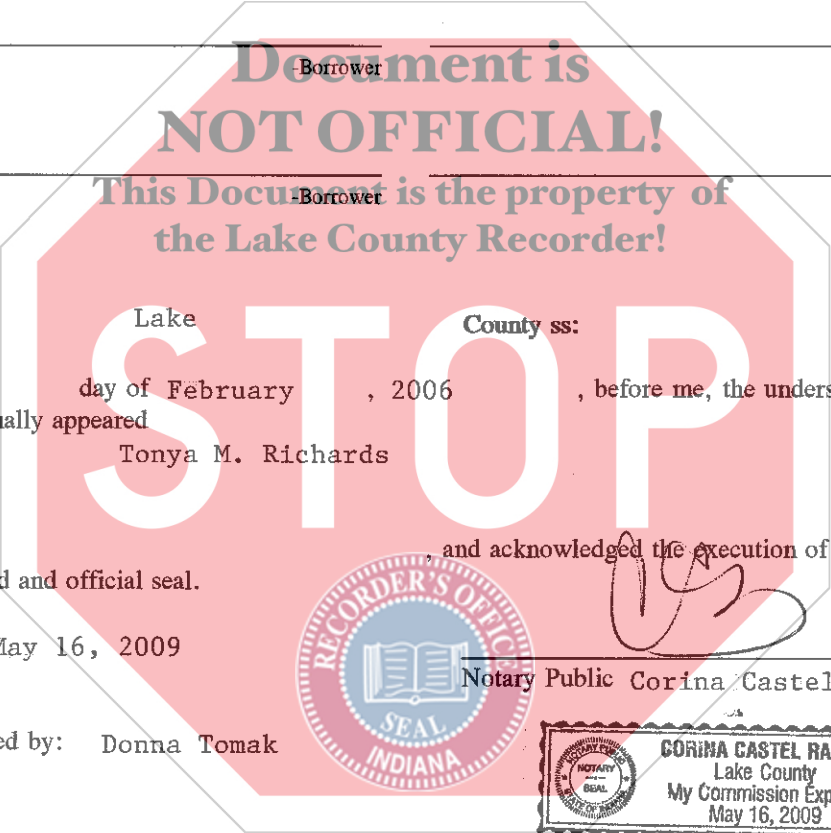 Document is
-Borrower
NOT OFFICIAL!
This Document is the property of
-Borrower
the Lake County Recorder!
STOP
Lake County ss:
day of February , 2006 , before me, the unders
ually appeared
Tonya M. Richards
, and acknowledged the execution of
d and official seal.
RECORDER'S OFFICE
SEAL
INDIANA
May 16, 2009
Notary Public Corina Castel
ed by: Donna Tomak
NOTARY PUBLIC
NOTARY
SEAL
STATE OF INDIANA
CORINA CASTEL RA
Lake County
My Commission Exp
May 16, 2009